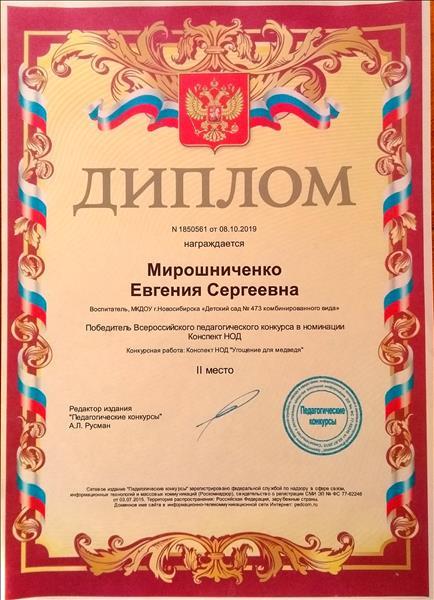 ДИПЛОМ
N 1850561 от 08.10.2019
награждается
Мирошниченко
Евгения Сергеевна
Воспитатель, МКДОУ г.Новосибирска «Детский сад № 473 комбинированного вида»
Победитель Всероссийского педагогического конкурса в номинации
Конспект НОД
Конкурсная работа: Конспект НОД "Угощение для медведя"
II место
Редактор издания
"Педагогические конкурсы"
А.Л. Русман
Педагогические
конкурсы
Сетевое издание "Педагогические конкурсы" зарегистрировано федеральной службой по надзору в сфере связи,
информационных технологий и массовых коммуникаций (Роскомнадзор), свидетельство о регистрации СМИ ЭЛ № ФС 77-62246
от 03.07.2015. Территория распространения: Российская Федерация, зарубежные страны.
Доменное имя сайта в информационно-телекоммуникационной сети Интернет: pedcom.ru